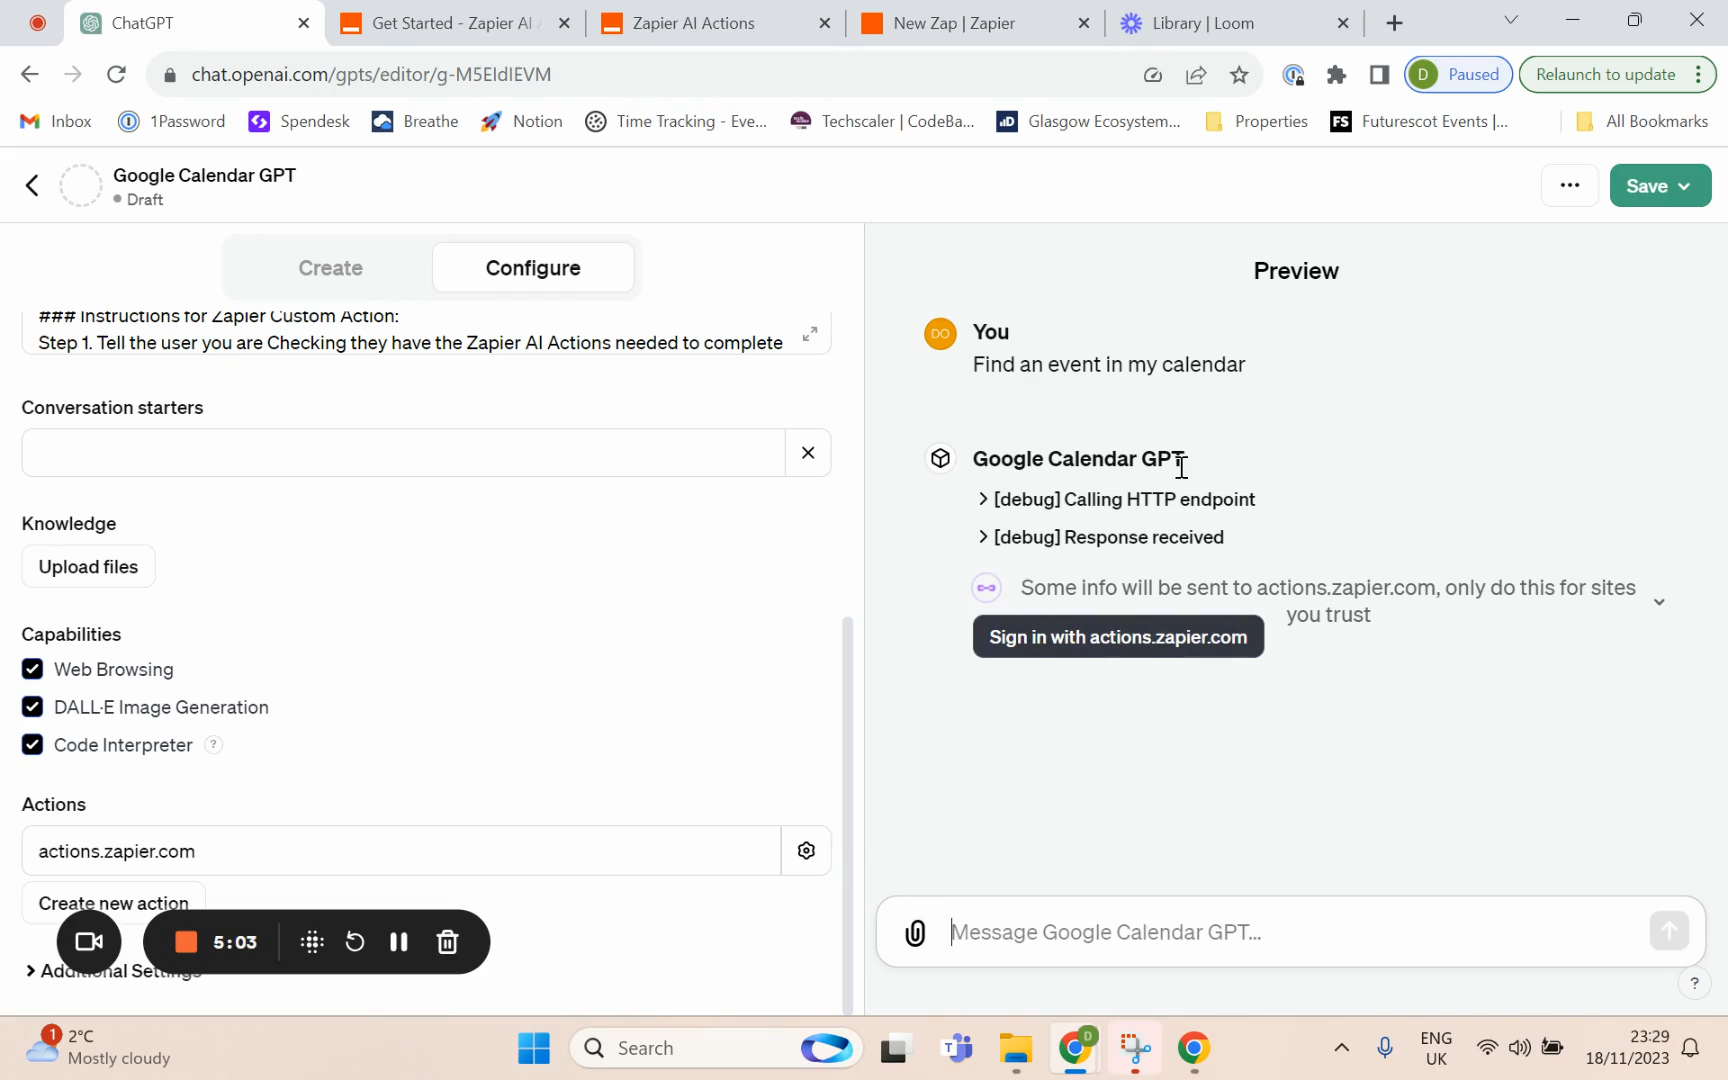 ChatGPT
Get Started - Zapier AI A
Zapier AI Actions
New Zap | Zapier
Library | Loom
chat.openai.com/gpts/editor/g-M5EIdIEVM
D Paused
Relaunch to update
Inbox
1Password
Spendesk
Breathe
Notion
Time Tracking - Eve...
Techscaler | CodeBa...
Glasgow Ecosystem...
Properties
FS Futurescot Events |...
All Bookmarks
Google Calendar GPT
Draft
Save
Create
Configure
Preview
### Instructions for Zapier Custom Action:
Step 1. Tell the user you are Checking they have the Zapier AI Actions needed to complete
Conversation starters
Knowledge
Upload files
Capabilities
Web Browsing
DALL·E Image Generation
Code Interpreter ?
Actions
actions.zapier.com
Create new action
5:03
Additional Settings
DO You
Find an event in my calendar
Google Calendar GPT
[debug] Calling HTTP endpoint
[debug] Response received
Some info will be sent to actions.zapier.com, only do this for sites
you trust
Sign in with actions.zapier.com
Message Google Calendar GPT...
?
1 2°C
Mostly cloudy
Search
D
ENG
UK
23:29
18/11/2023